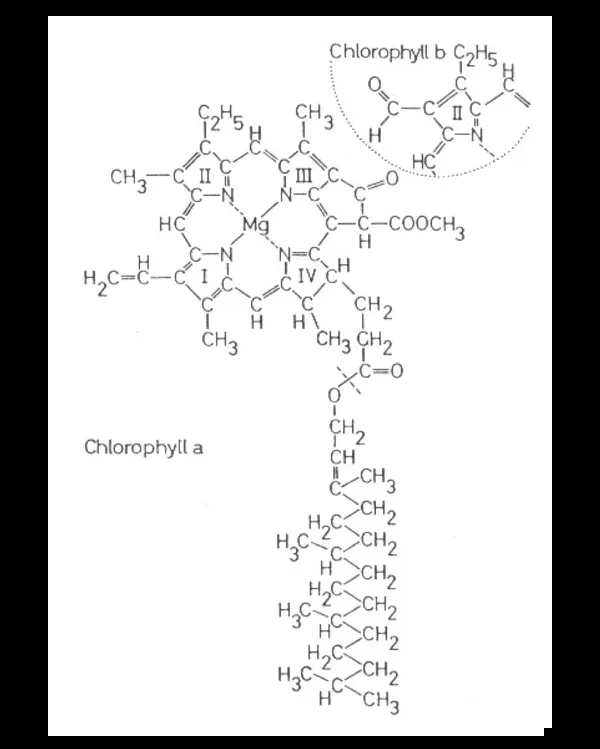 Chlorophyll b C2H5
O H
C C C
C II C
H C N
HC
C2H5 H CH3
C C C
CH3 C II C C III C C O
C N N C C
HC Mg C C COOCH3
H
H C N N C
H2C=C C I C C IV C H
C C C C CH2
H H
CH3 CH3 CH2
C=O
O
CH2
Chlorophyll a
CH
CH3
C
CH2
H2C
CH2
H3C C
H
CH2
H2C
CH2
H3C C
H
CH2
H2C
CH2
H3C C
H
CH3